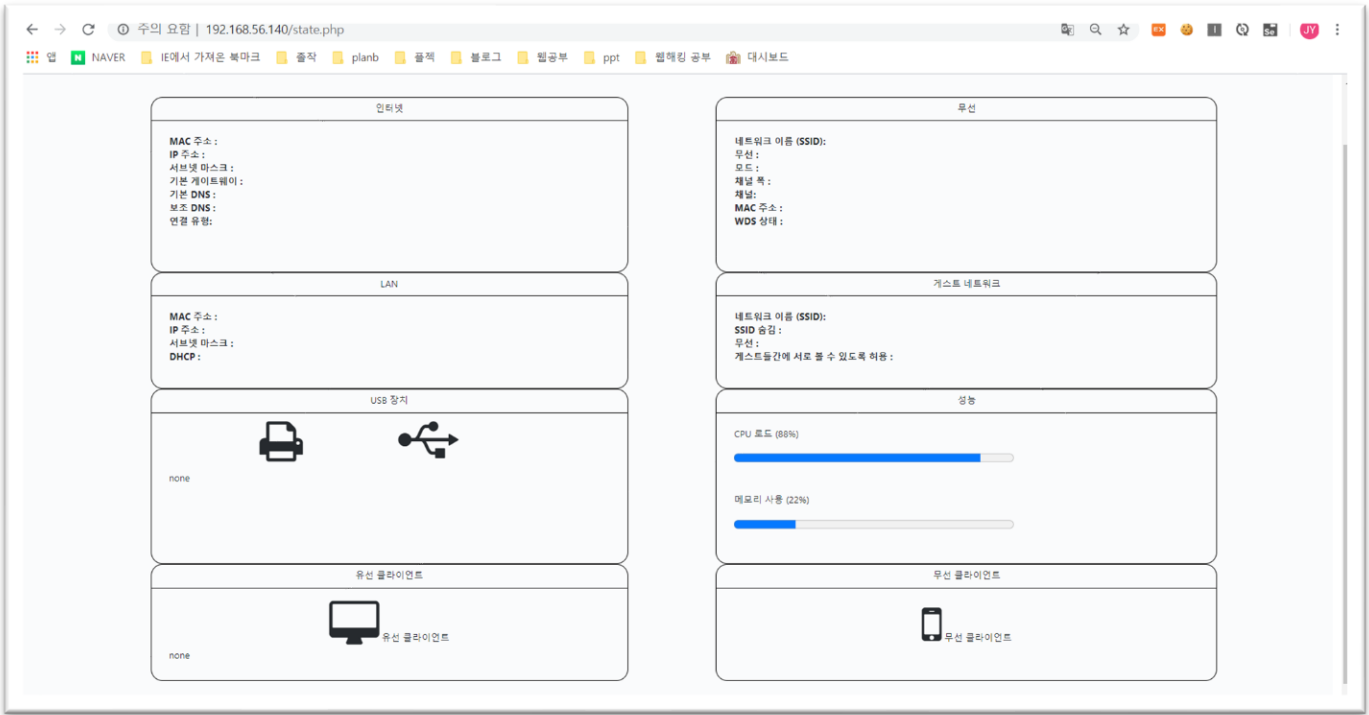 주의 요함 | 192.168.56.140/state.php
EX I Se JY
앱 NAVER IE에서 가져온 북마크 졸작 planb 플젝 블로그 웹공부 ppt 웹해킹 공부 대시보드
인터넷
MAC 주소 :
IP 주소 :
서브넷 마스크 :
기본 게이트웨이 :
기본 DNS :
보조 DNS :
연결 유형:
무선
네트워크 이름 (SSID):
무선 :
모드 :
채널 폭 :
채널:
MAC 주소 :
WDS 상태 :
LAN
MAC 주소 :
IP 주소 :
서브넷 마스크 :
DHCP :
게스트 네트워크
네트워크 이름 (SSID):
SSID 숨김 :
무선 :
게스트들간에 서로 볼 수 있도록 허용 :
USB 장치
none
성능
CPU 로드 (88%)
메모리 사용 (22%)
유선 클라이언트
유선 클라이언트
none
무선 클라이언트
무선 클라이언트